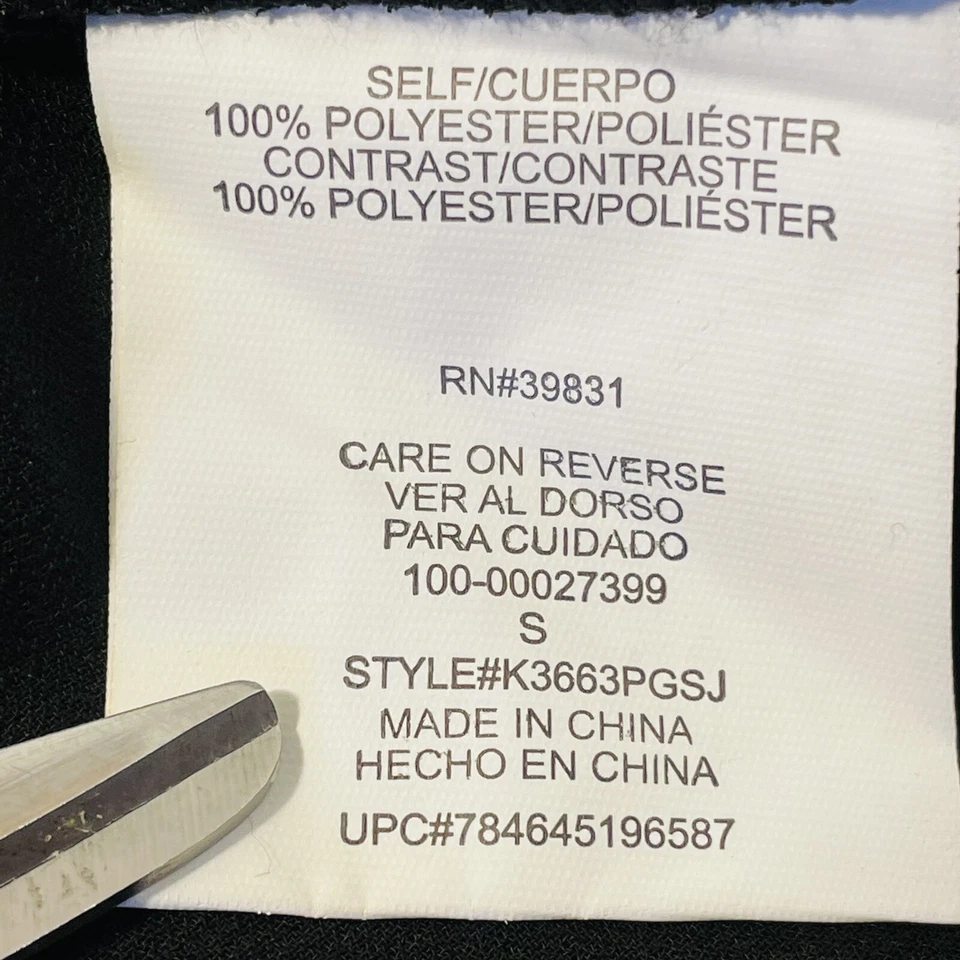 SELF/CUERPO
100% POLYESTER/POLIÉSTER
CONTRAST/CONTRASTE
100% POLYESTER/POLIÉSTER
RN#39831
CARE ON REVERSE
VER AL DORSO
PARA CUIDADO
100-00027399
S
STYLE#K3663PGSJ
MADE IN CHINA
HECHO EN CHINA
UPC#784645196587